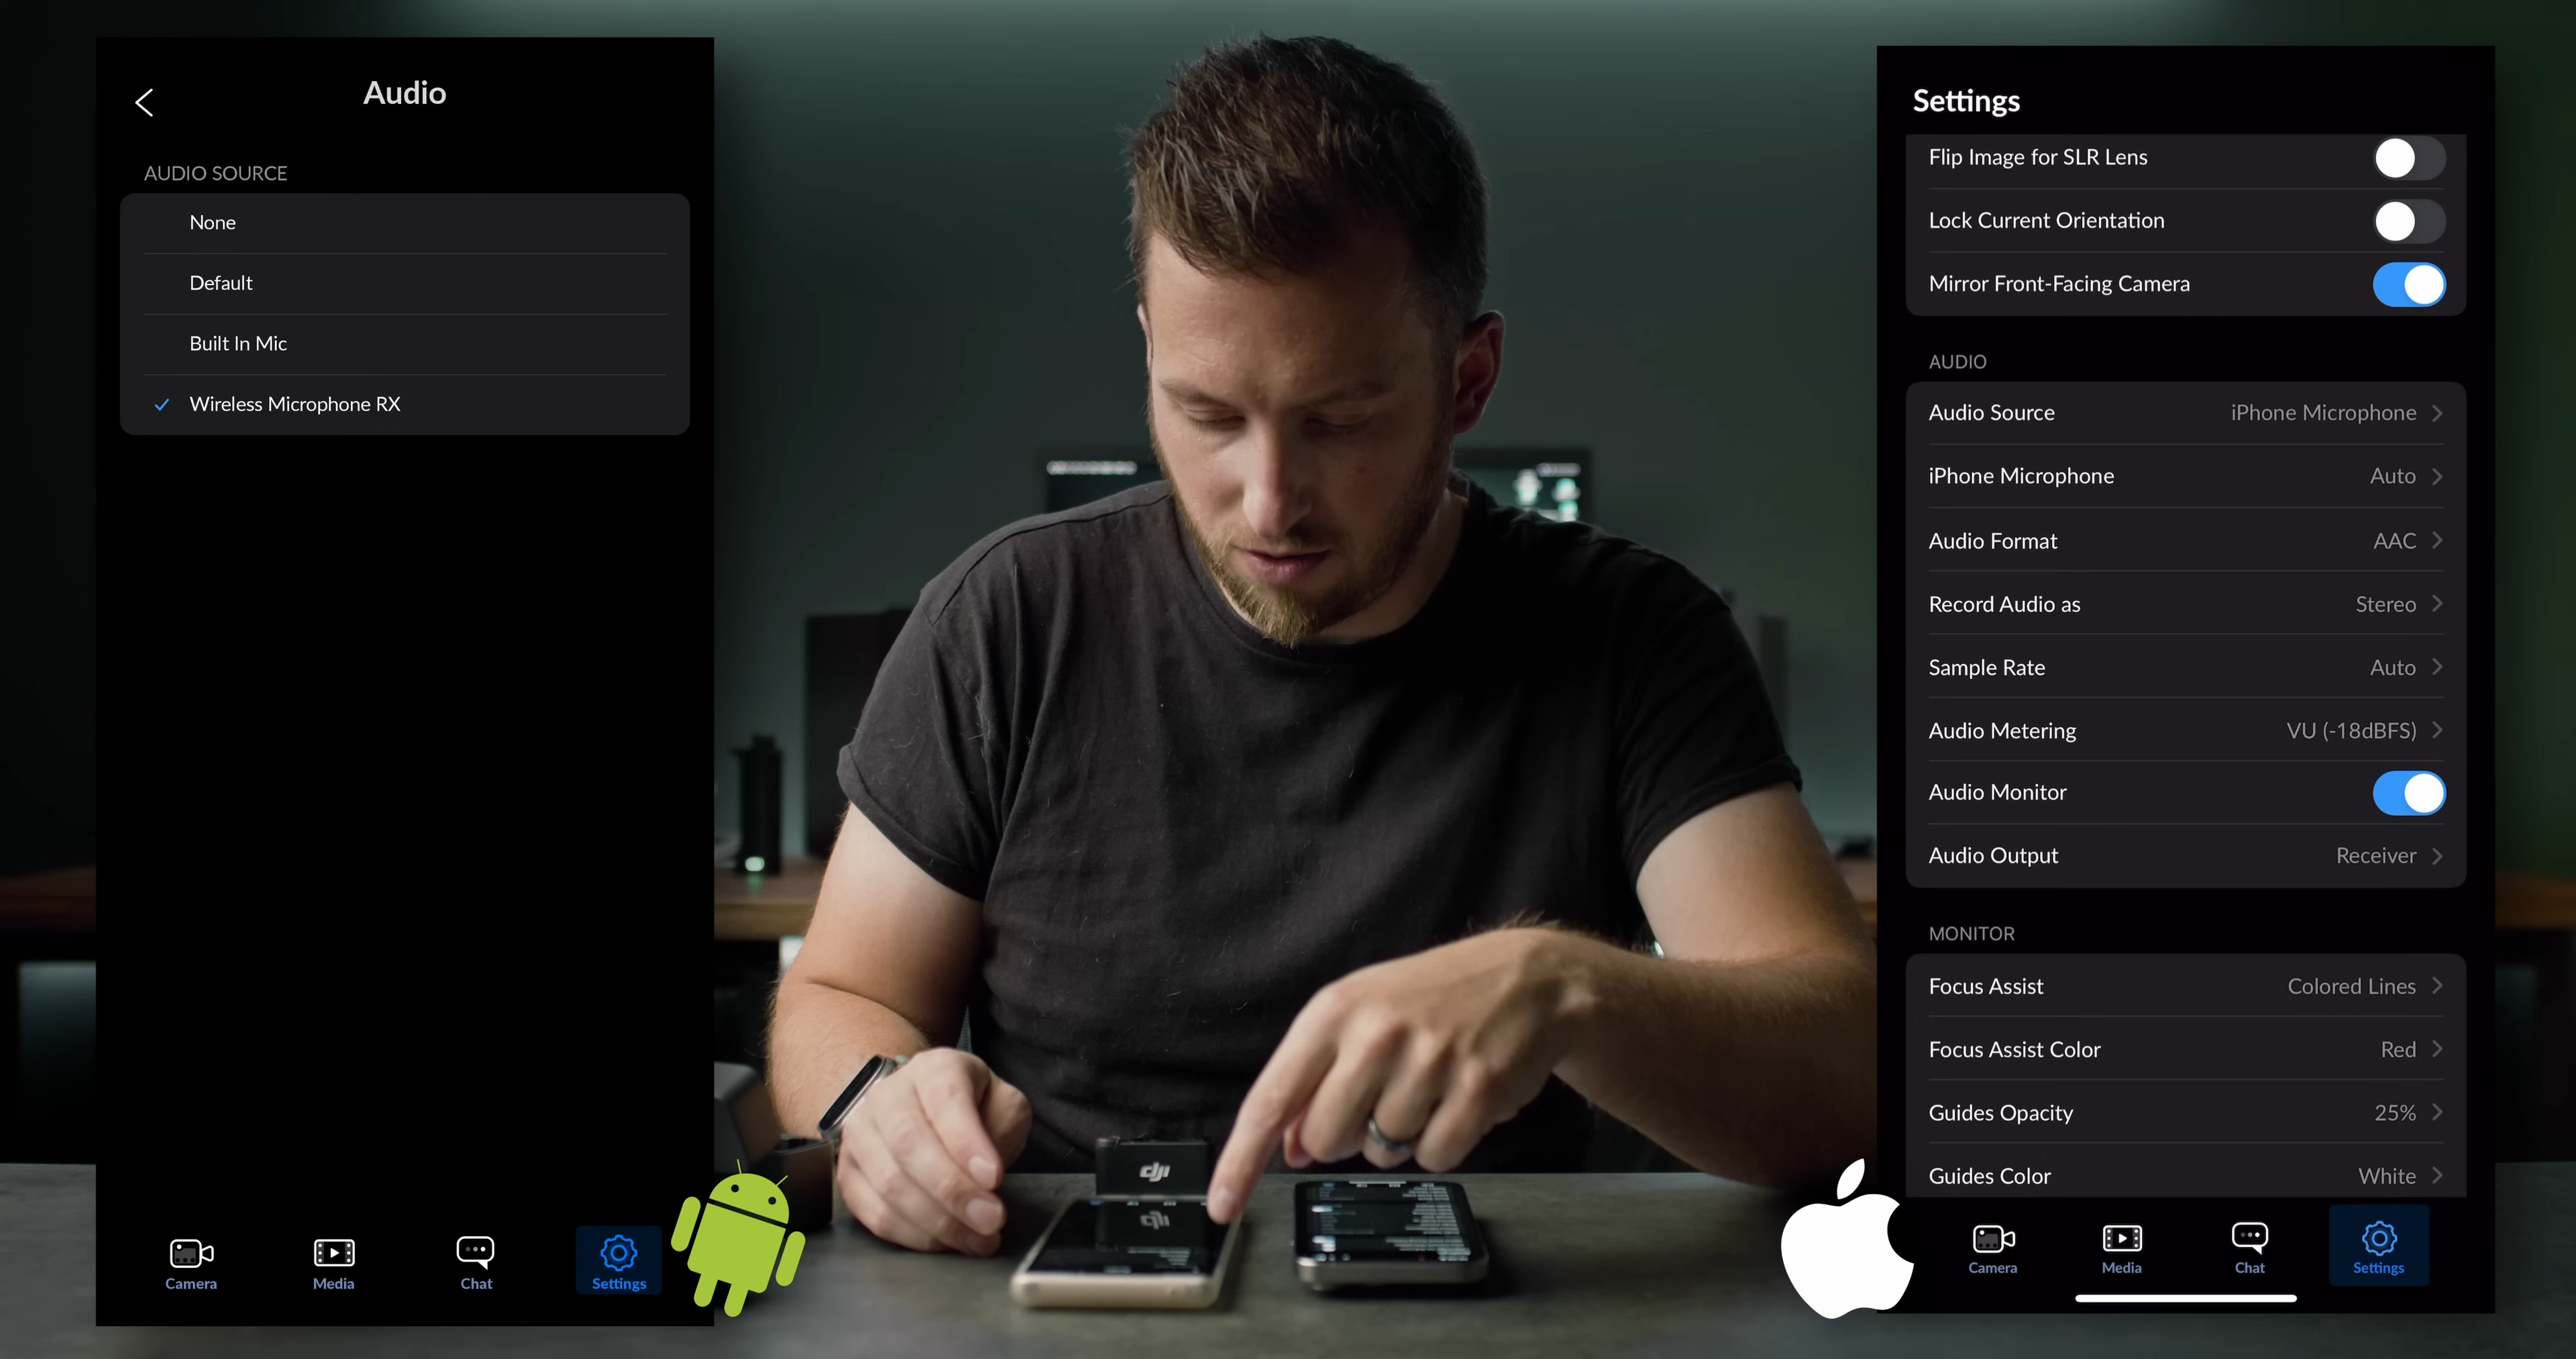 Audio
AUDIO SOURCE
None
Default
Built In Mic
Wireless Microphone RX
Camera
Media
Chat
Settings
dji
Settings
Flip Image for SLR Lens
Lock Current Orientation
Mirror Front-Facing Camera
AUDIO
Audio Source iPhone Microphone
iPhone Microphone Auto
Audio Format AAC
Record Audio as Stereo
Sample Rate Auto
Audio Metering VU (-18dBFS)
Audio Monitor
Audio Output Receiver
MONITOR
Focus Assist Colored Lines
Focus Assist Color Red
Guides Opacity 25%
Guides Color White
Camera
Media
Chat
Settings